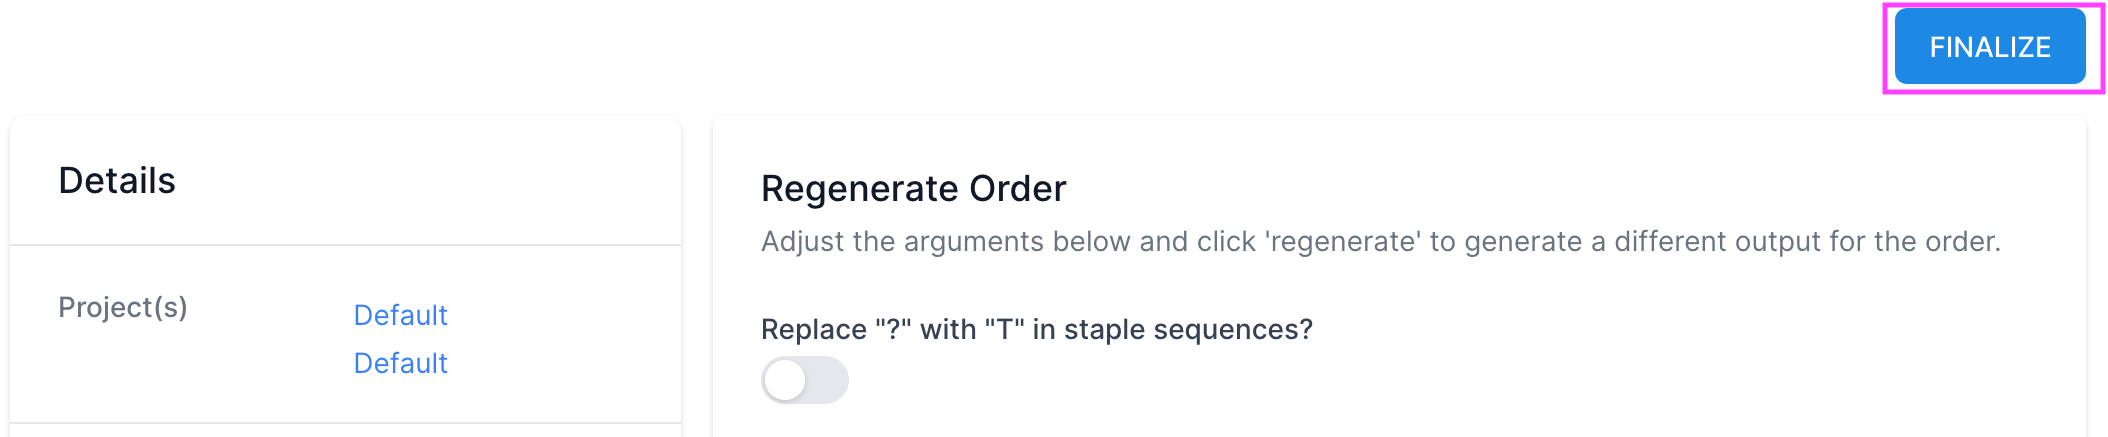 FINALIZE
Details
Project(s)
Default
Default
Regenerate Order
Adjust the arguments below and click 'regenerate' to generate a different output for the order.
Replace "?" with "T" in staple sequences?